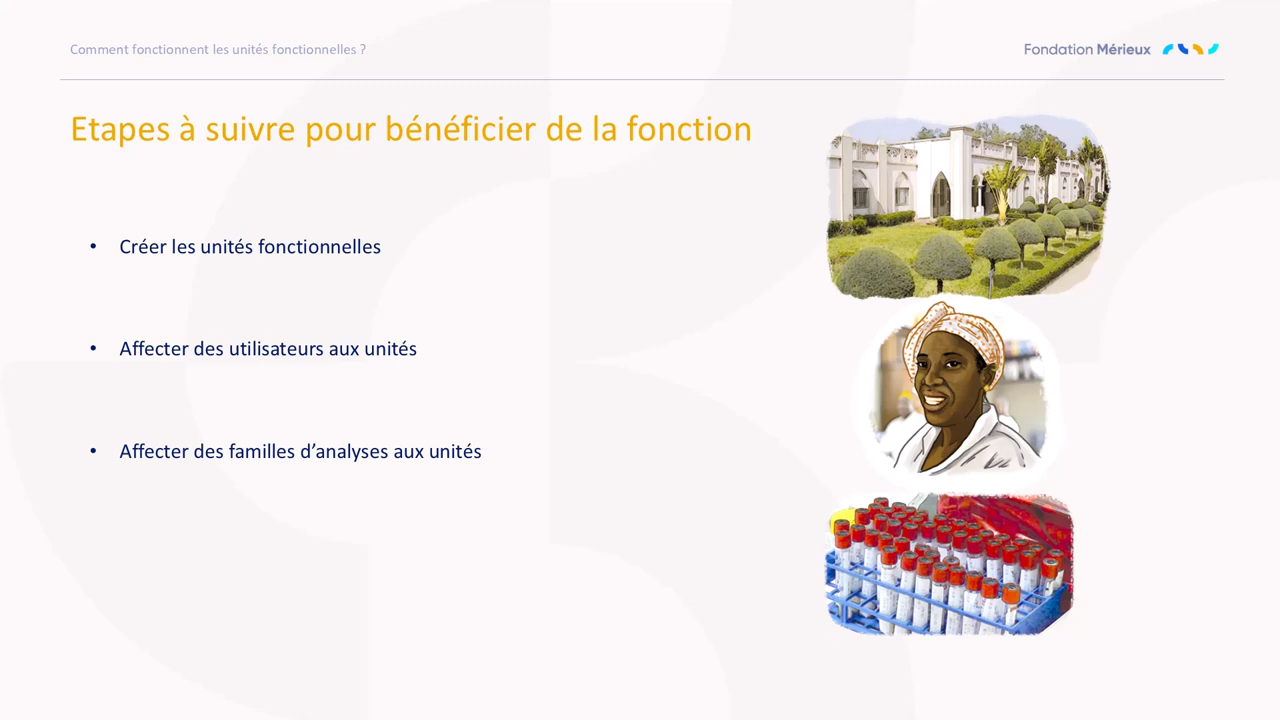 Comment fonctionnent les unités fonctionnelles ?
Fondation Mérieux
Etapes à suivre pour bénéficier de la fonction
• Créer les unités fonctionnelles
• Affecter des utilisateurs aux unités
• Affecter des familles d’analyses aux unités